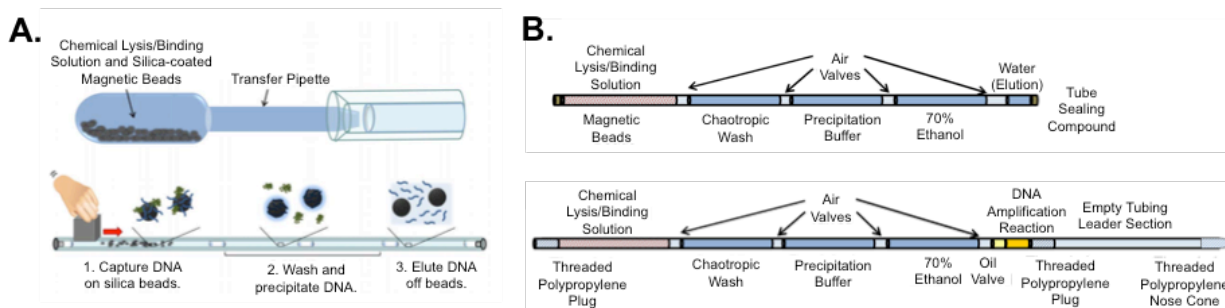 A.
Chemical Lysis/Binding
Solution and Silica-coated
Magnetic Beads
Transfer Pipette
1. Capture DNA
on silica beads.
2. Wash and
precipitate DNA.
3. Elute DNA
off beads.
B.
Chemical
Lysis/Binding
Solution
Air
Valves
Water
(Elution)
Tube
Sealing
Compound
Magnetic
Beads
Chaotropic
Wash
Precipitation
Buffer
70%
Ethanol
Chemical
Lysis/Binding
Solution
Air
Valves
DNA
Amplification
Reaction
Empty Tubing
Leader Section
Threaded
Polypropylene
Plug
Chaotropic
Wash
Precipitation
Buffer
70%
Ethanol
Oil
Valve
Threaded
Polypropylene
Plug
Threaded
Polypropylene
Nose Cone